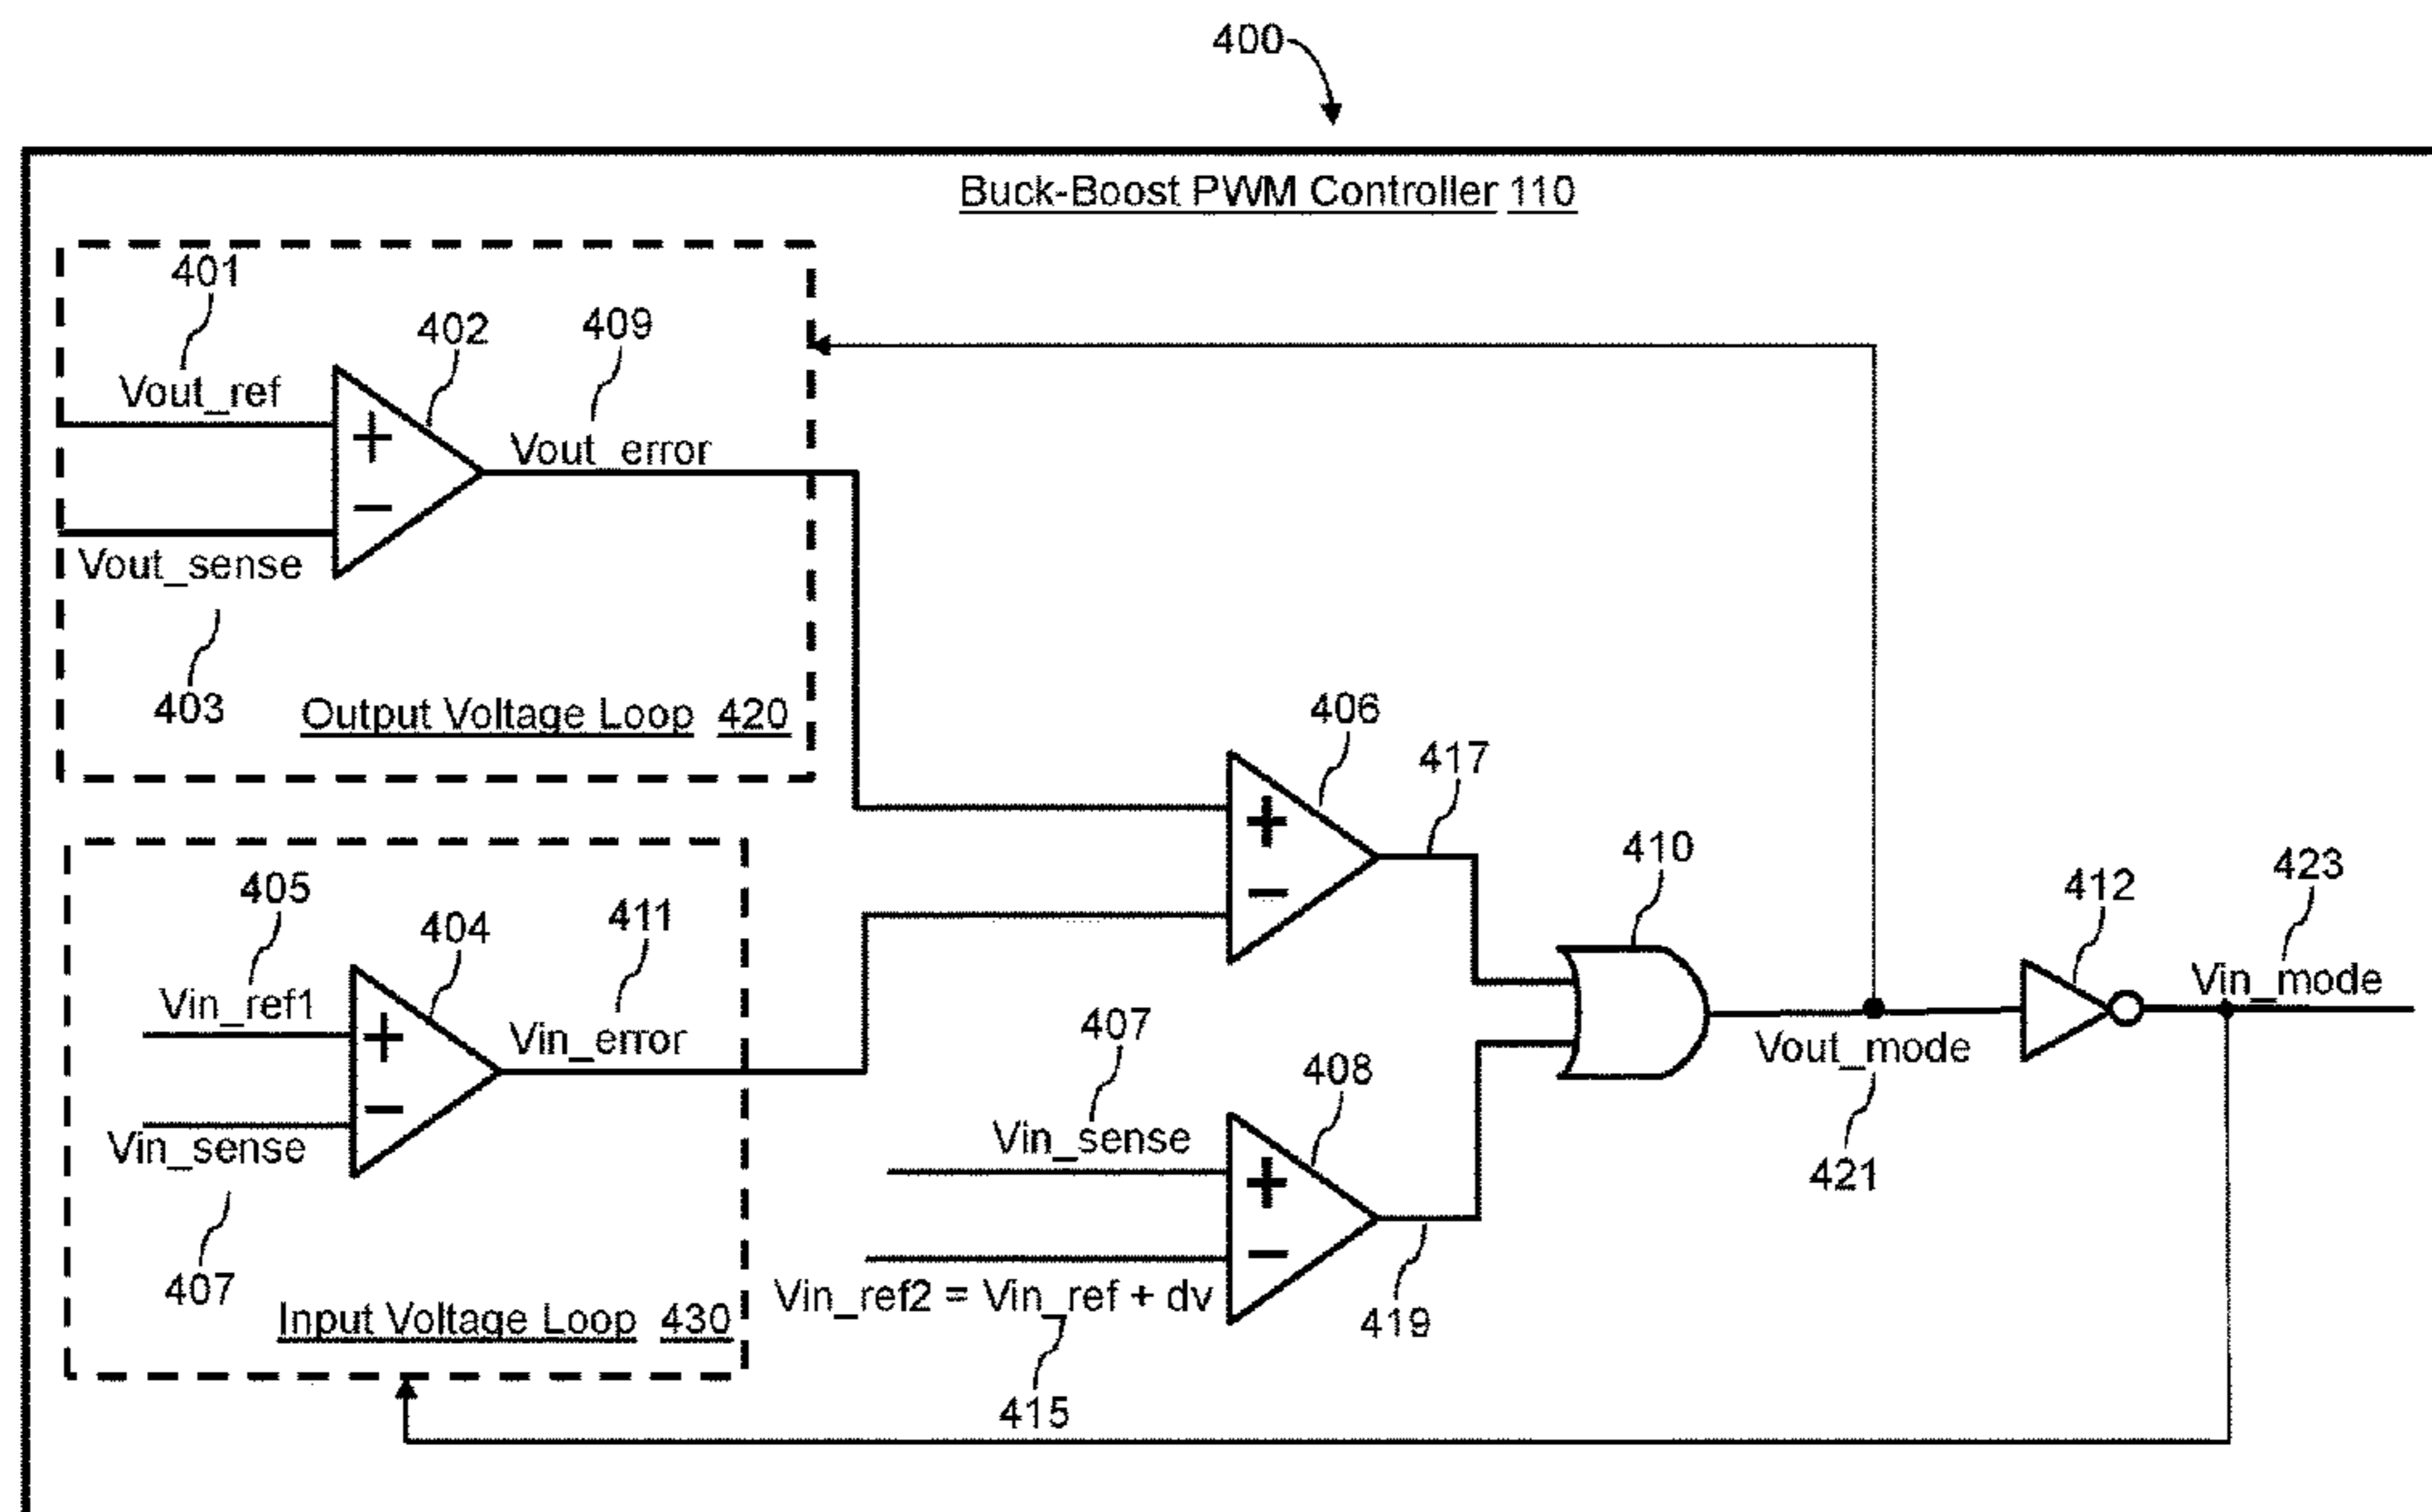 400
Buck-Boost PWM Controller 110
401
402
409
Vout_ref
+
Vout_error
−
Vout_sense
403
Output Voltage Loop 420
406
417
+
−
405
404
411
Vin_ref1
+
Vin_error
−
Vin_sense
407
Input Voltage Loop 430
407
408
Vin_sense
+
−
Vin_ref2 = Vin_ref + dv
415
419
410
412
423
Vin_mode
Vout_mode
421